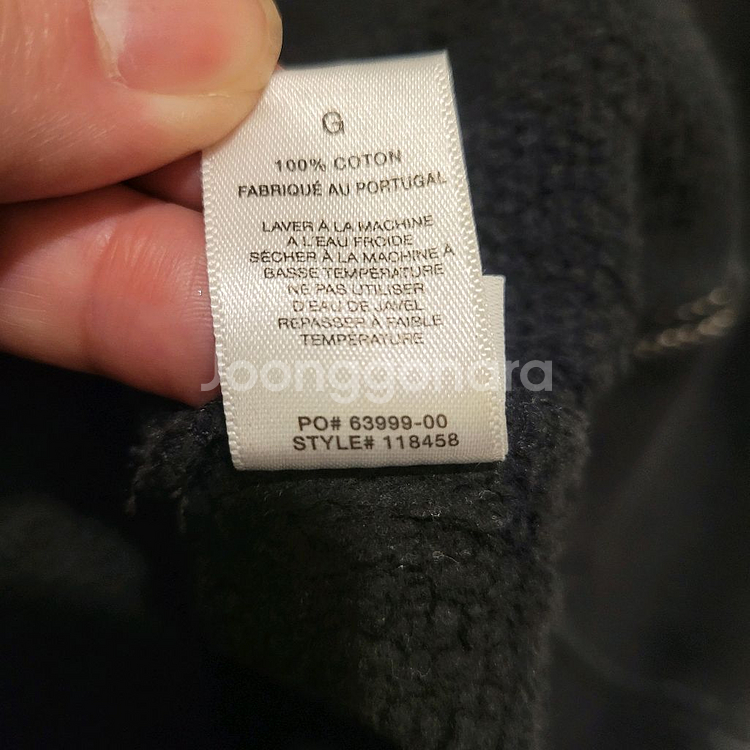 G
100% COTON
FABRIQUÉ AU PORTUGAL
LAVER À LA MACHINE
A L'EAU FROIDE
SÉCHER À LA MACHINE À
BASSE TEMPÉRATURE
NE PAS UTILISER
D'EAU DE JAVEL
REPASSER À FAIBLE
TEMPÉRATURE
Joonggonara
PO# 63999-00
STYLE# 118458